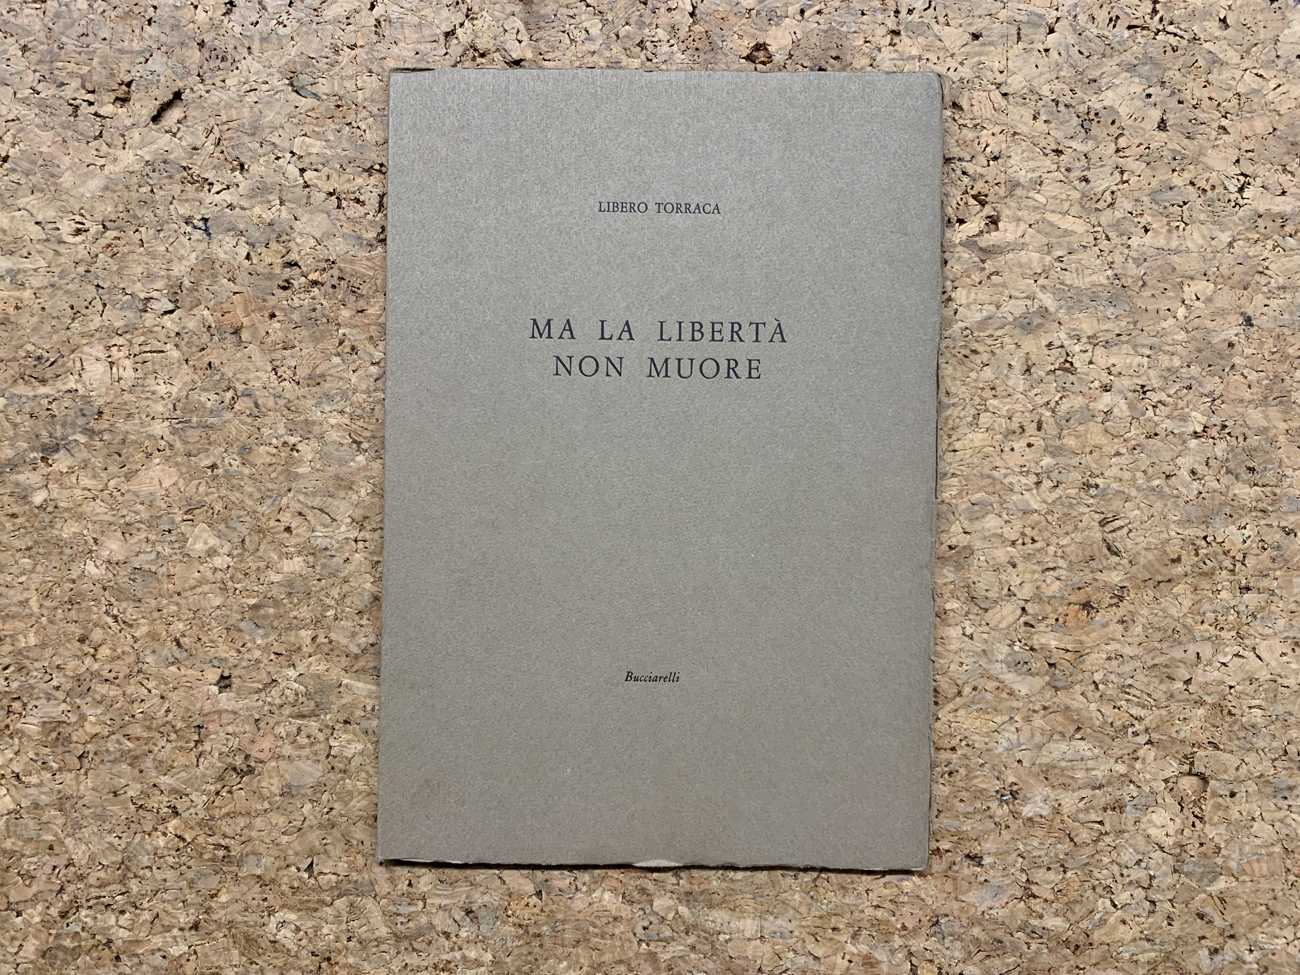 LIBERO TORRACA
MA LA LIBERTÀ
NON MUORE
Bucciarelli